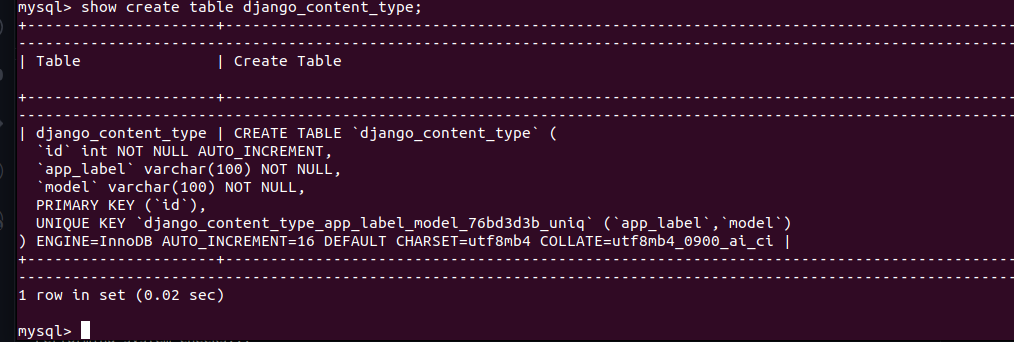 mysql> show create table django_content_type;
+---------------------+---------------------------------------------------------------------------------------
---------------------------------------------------------------------------------------------------------------
| Table               | Create Table
+---------------------+---------------------------------------------------------------------------------------
---------------------------------------------------------------------------------------------------------------
| django_content_type | CREATE TABLE `django_content_type` (
  `id` int NOT NULL AUTO_INCREMENT,
  `app_label` varchar(100) NOT NULL,
  `model` varchar(100) NOT NULL,
  PRIMARY KEY (`id`),
  UNIQUE KEY `django_content_type_app_label_model_76bd3d3b_uniq` (`app_label`,`model`)
) ENGINE=InnoDB AUTO_INCREMENT=16 DEFAULT CHARSET=utf8mb4 COLLATE=utf8mb4_0900_ai_ci |
+---------------------+---------------------------------------------------------------------------------------
---------------------------------------------------------------------------------------------------------------
1 row in set (0.02 sec)
mysql>